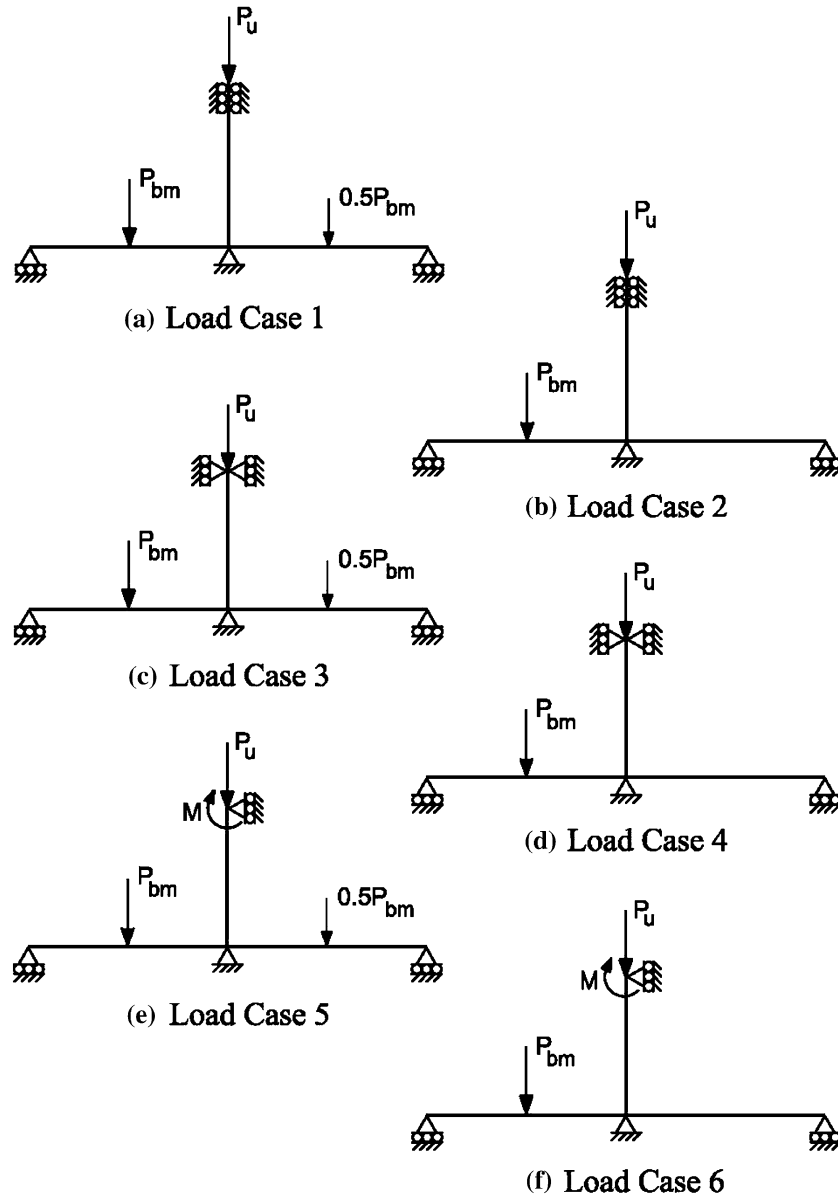 P_u
P_bm
0.5P_bm
(a) Load Case 1
P_u
P_bm
(b) Load Case 2
P_u
P_bm
0.5P_bm
(c) Load Case 3
P_u
P_bm
(d) Load Case 4
P_u
M
P_bm
0.5P_bm
(e) Load Case 5
P_u
M
P_bm
(f) Load Case 6